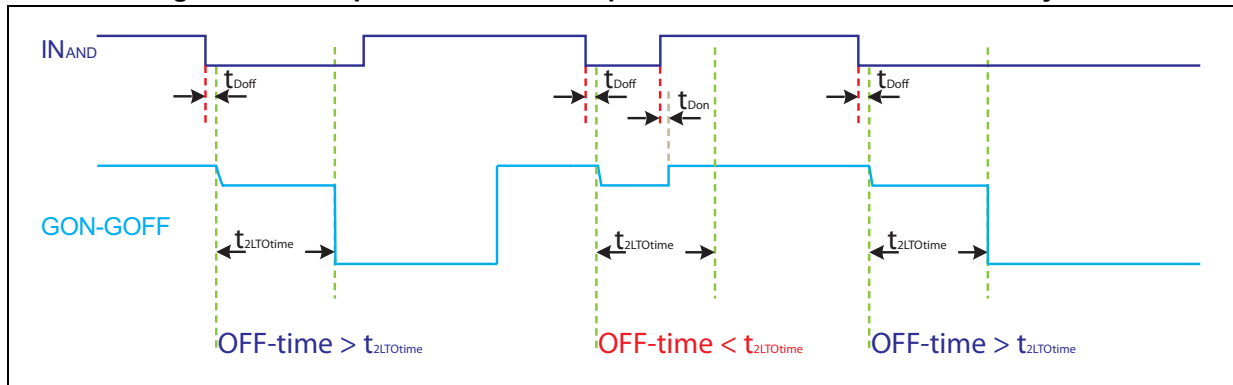 INAND
tDoff
tDoff
tDon
tDoff
GON-GOFF
t2LTOtime
t2LTOtime
t2LTOtime
OFF-time > t2LTOtime
OFF-time < t2LTOtime
OFF-time > t2LTOtime